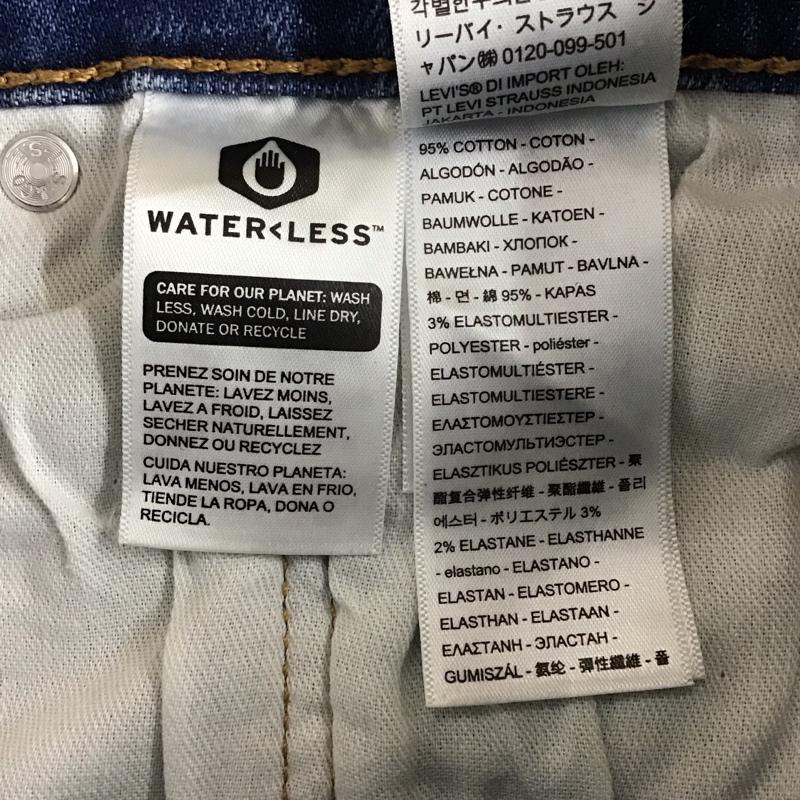 WATER<LESS™
CARE FOR OUR PLANET: WASH
LESS, WASH COLD, LINE DRY,
DONATE OR RECYCLE
PRENEZ SOIN DE NOTRE
PLANETE: LAVEZ MOINS,
LAVEZ A FROID, LAISSEZ
SECHER NATURELLEMENT,
DONNEZ OU RECYCLEZ
CUIDA NUESTRO PLANETA:
LAVA MENOS, LAVA EN FRIO,
TIENDE LA ROPA, DONA O
RECICLA.
リーバイ・ストラウス ジ
ャパン㈱ 0120-099-501
LEVI'S® DI IMPORT OLEH:
PT LEVI STRAUSS INDONESIA
JAKARTA - INDONESIA
95% COTTON - COTON -
ALGODÓN - ALGODÃO -
PAMUK - COTONE -
BAUMWOLLE - KATOEN -
BAMBAKI - ХЛОПОК -
BAWEŁNA - PAMUT - BAVLNA -
棉 - 면 - 綿 95% - KAPAS
3% ELASTOMULTIESTER -
POLYESTER - poliéster -
ELASTOMULTIÉSTER -
ELASTOMULTIESTERE -
ΕΛΑΣΤΟΜΟΥΣΤΙΕΣΤΕΡ -
ЭЛАСТОМУЛЬТИЭСТЕР -
ELASZTIKUS POLIÉSZTER - 聚
酯复合弹性纤维 - 聚酯纖維 - 폴리
에스터 - ポリエステル 3%
2% ELASTANE - ELASTHANNE
- elastano - ELASTANO -
ELASTAN - ELASTOMERO -
ELASTHAN - ELASTAAN -
ΕΛΑΣΤΑΝΗ - ЭЛАСТАН -
GUMISZÁL - 氨纶 - 彈性纖維 - 폴